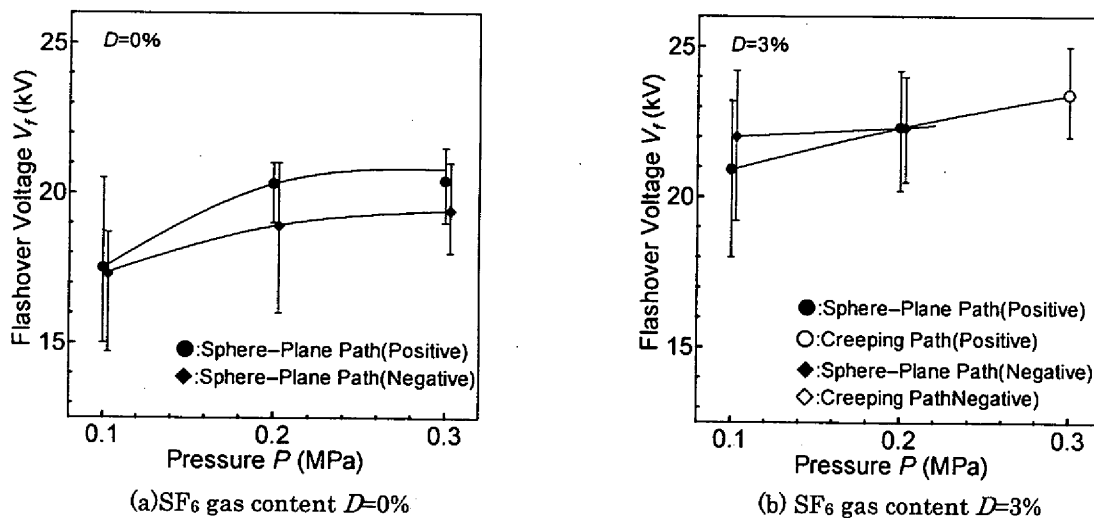 D=0%
Flashover Voltage Vf (kV)
25
20
15
●:Sphere-Plane Path(Positive)
◆:Sphere-Plane Path(Negative)
0.1 0.2 0.3
Pressure P (MPa)
(a)SF6 gas content D=0%
D=3%
Flashover Voltage Vf (kV)
25
20
15
●:Sphere-Plane Path(Positive)
○:Creeping Path(Positive)
◆:Sphere-Plane Path(Negative)
◇:Creeping PathNegative)
0.1 0.2 0.3
Pressure P (MPa)
(b) SF6 gas content D=3%